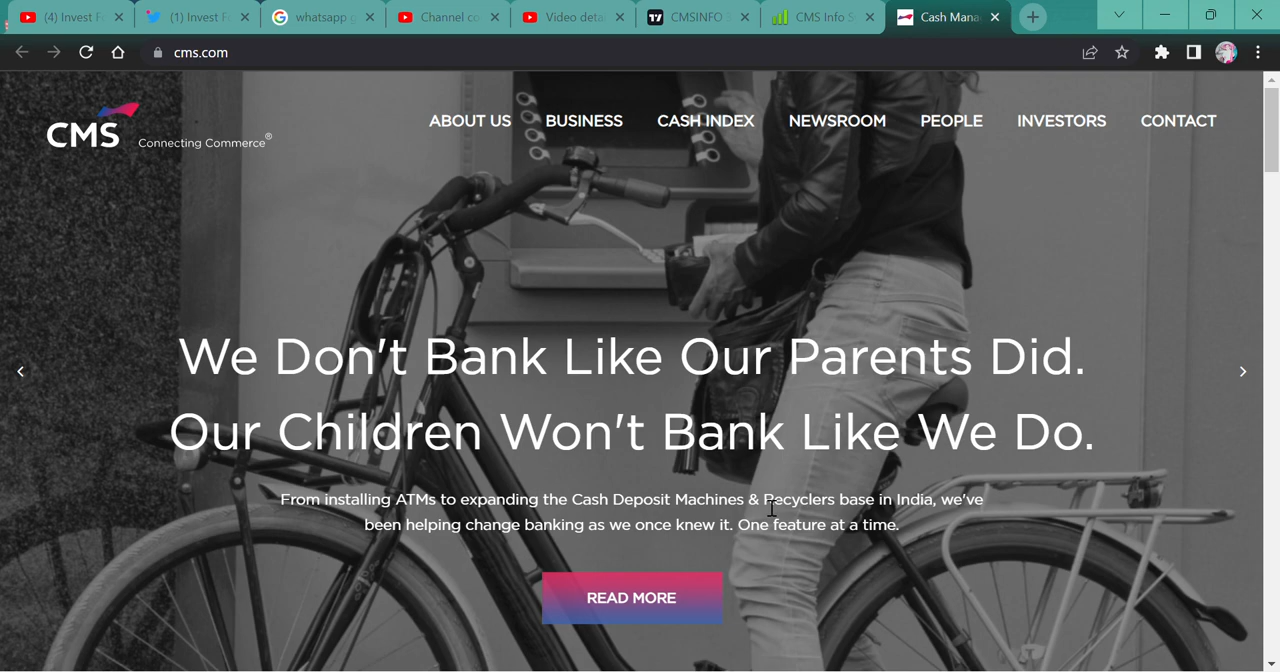 (4) Invest F
(1) Invest F
whatsapp g
Channel co
Video deta
CMSINFO
CMS Info S
Cash Mana
cms.com
CMS
Connecting Commerce®
ABOUT US
BUSINESS
CASH INDEX
NEWSROOM
PEOPLE
INVESTORS
CONTACT
We Don't Bank Like Our Parents Did.
Our Children Won't Bank Like We Do.
From installing ATMs to expanding the Cash Deposit Machines & Recyclers base in India, we've
been helping change banking as we once knew it. One feature at a time.
READ MORE